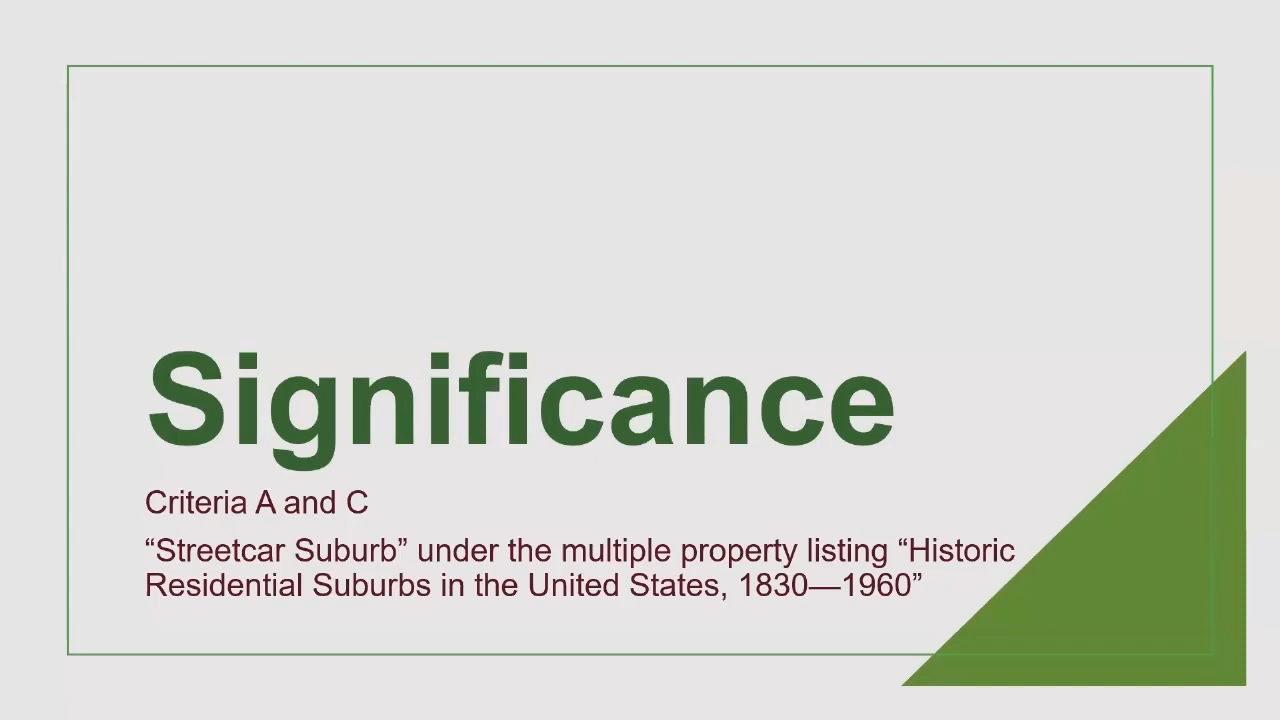 Significance
Criteria A and C
“Streetcar Suburb” under the multiple property listing “Historic
Residential Suburbs in the United States, 1830—1960”